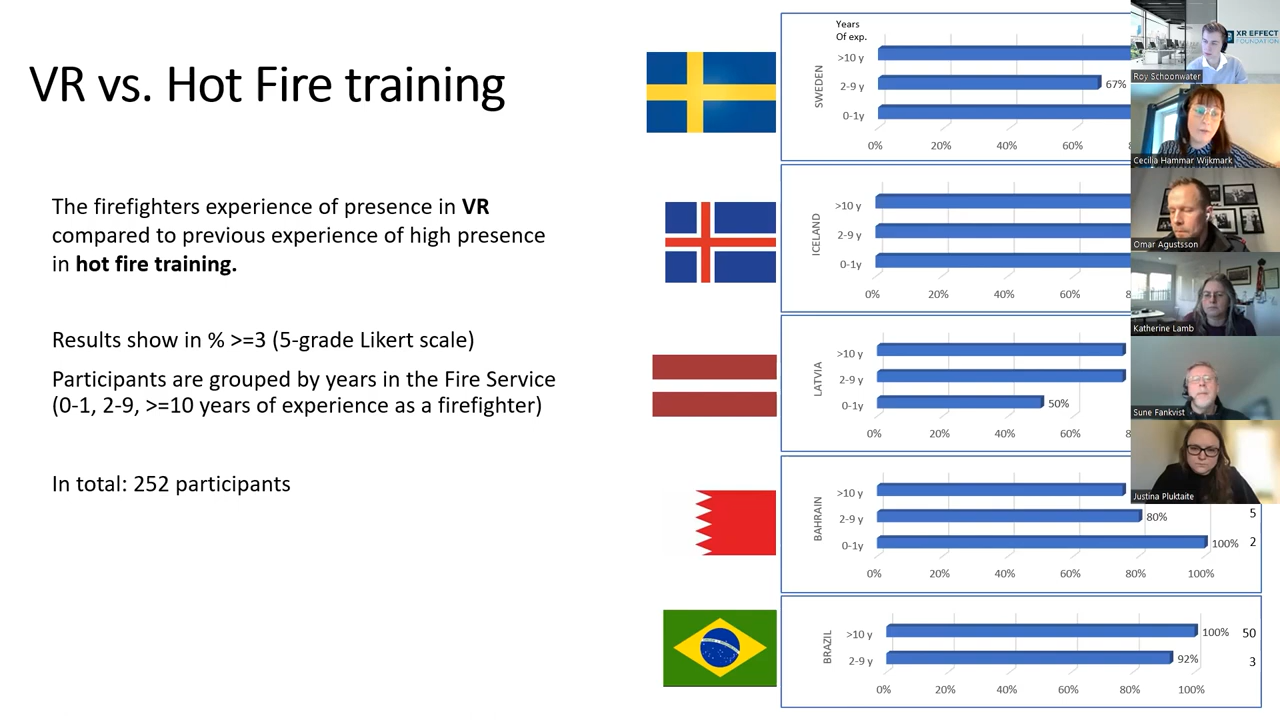 VR vs. Hot Fire training
The firefighters experience of presence in VR
compared to previous experience of high presence
in hot fire training.
Results show in % >=3 (5-grade Likert scale)
Participants are grouped by years in the Fire Service
(0-1, 2-9, >=10 years of experience as a firefighter)
In total: 252 participants
Years
Of exp.
SWEDEN
>10 y
2-9 y 67%
0-1y
0% 20% 40% 60% 8
ICELAND
>10 y
2-9 y
0-1y
0% 20% 40% 60% 8
LATVIA
>10 y
2-9 y
0-1y 50%
0% 20% 40% 60% 8
BAHRAIN
>10 y
2-9 y 80% 5
0-1y 100% 2
0% 20% 40% 60% 80% 100%
BRAZIL
>10 y 100% 50
2-9 y 92% 3
0% 20% 40% 60% 80% 100%
XR EFFECT
FOUNDATION
Roy Schoonwater
Cecilia Hammar Wijkmark
Omar Agustsson
Katherine Lamb
Sune Fankvist
Justina Pluktaite